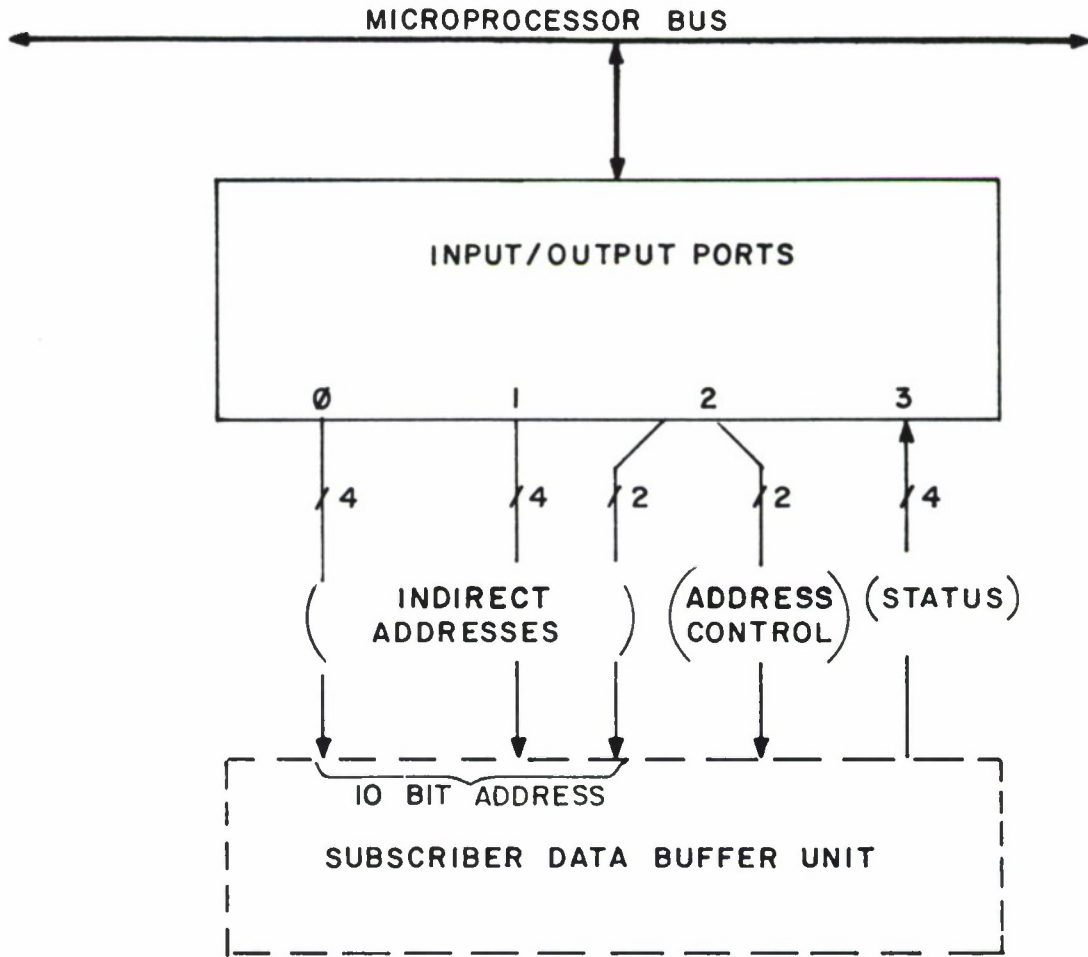 MICROPROCESSOR BUS
INPUT/OUTPUT PORTS
Ø 1 2 3
4 4 2 2 4
( INDIRECT ADDRESSES )
(ADDRESS CONTROL)
(STATUS)
10 BIT ADDRESS
SUBSCRIBER DATA BUFFER UNIT